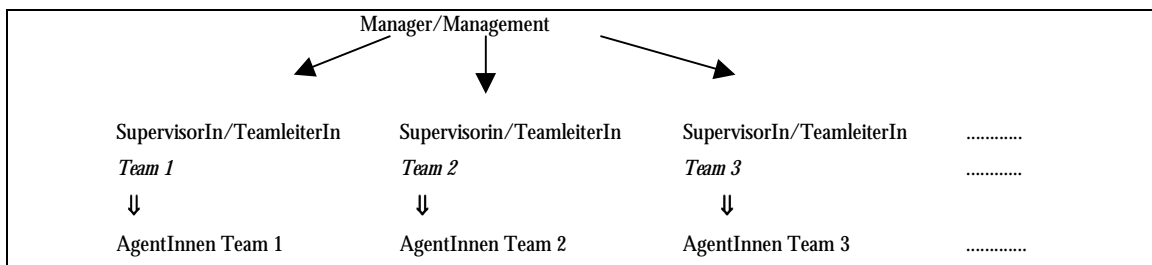 Manager/Management
SupervisorIn/TeamleiterIn Supervisorin/TeamleiterIn SupervisorIn/TeamleiterIn ............
Team 1 Team 2 Team 3 ............
⇓ ⇓ ⇓
AgentInnen Team 1 AgentInnen Team 2 AgentInnen Team 3 .............